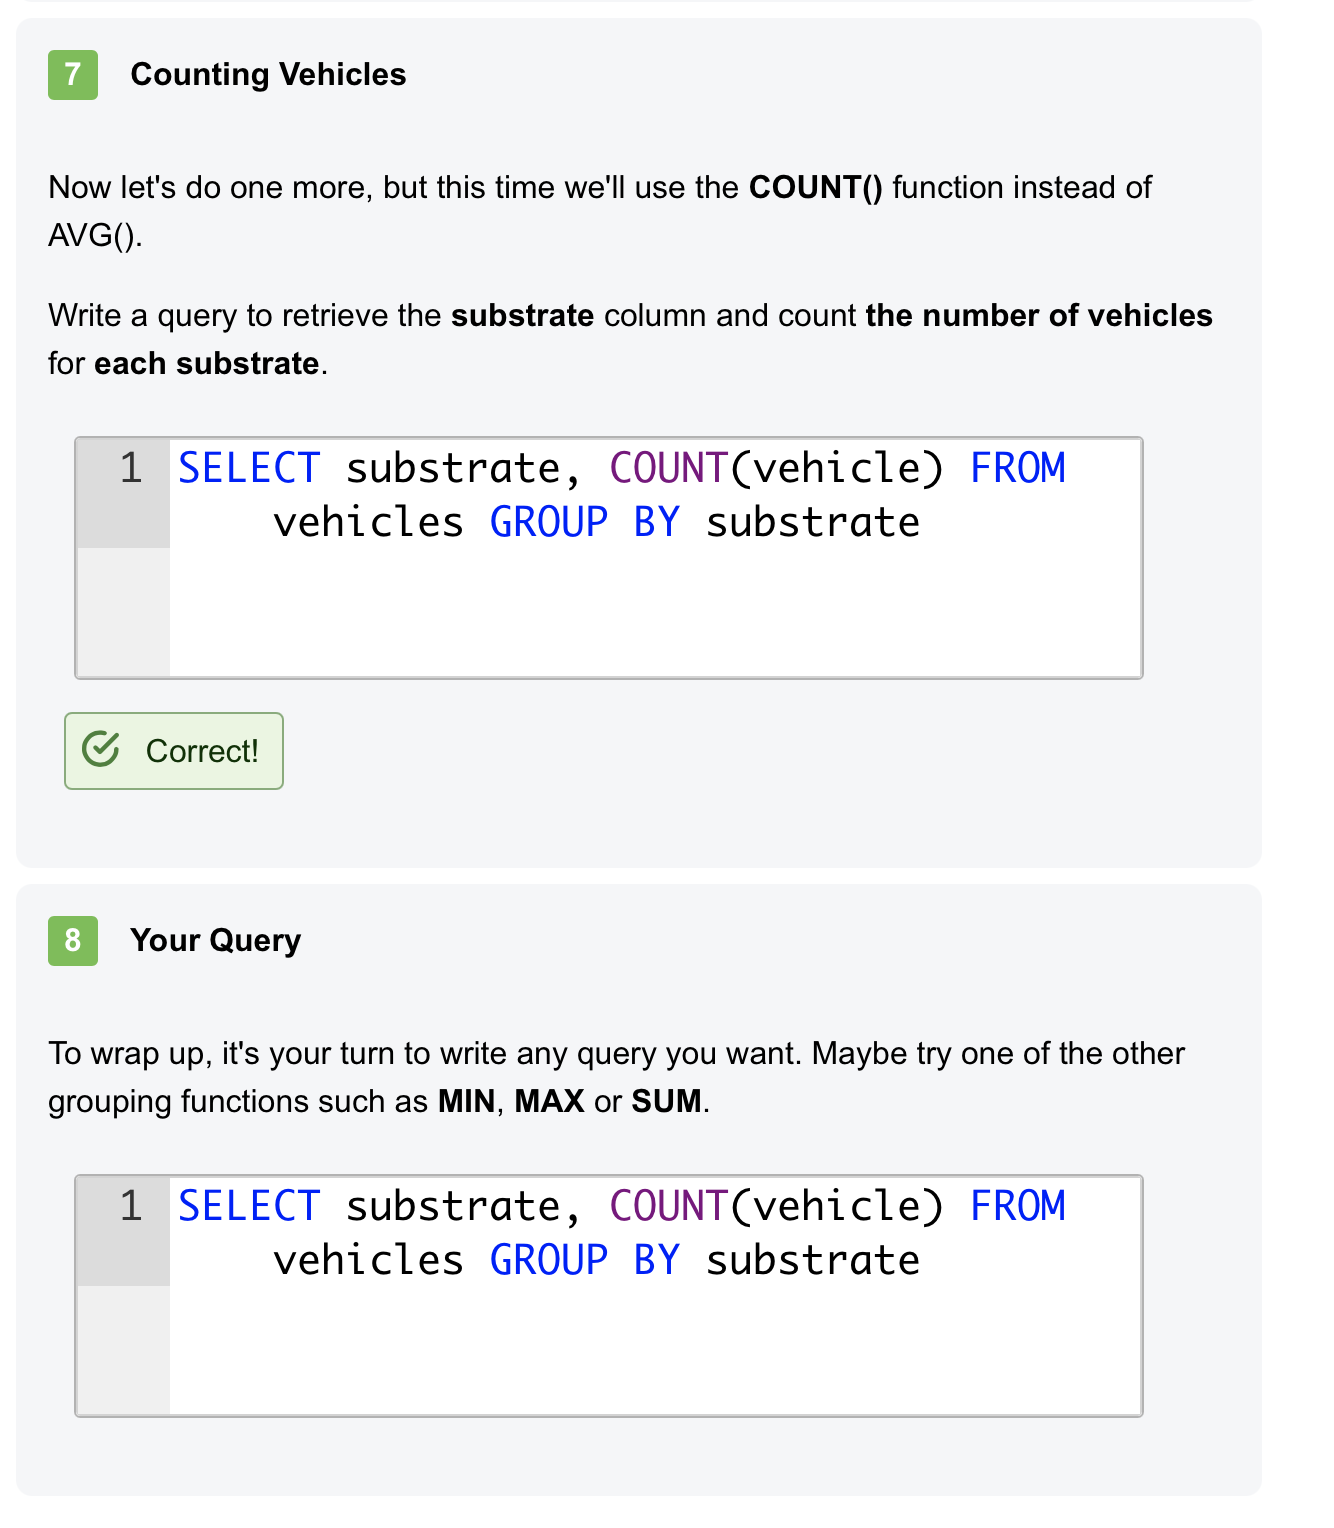 7 Counting Vehicles
Now let's do one more, but this time we'll use the COUNT() function instead of
AVG().
Write a query to retrieve the substrate column and count the number of vehicles
for each substrate.
1 SELECT substrate, COUNT(vehicle) FROM
vehicles GROUP BY substrate
Correct!
8 Your Query
To wrap up, it's your turn to write any query you want. Maybe try one of the other
grouping functions such as MIN, MAX or SUM.
1 SELECT substrate, COUNT(vehicle) FROM
vehicles GROUP BY substrate